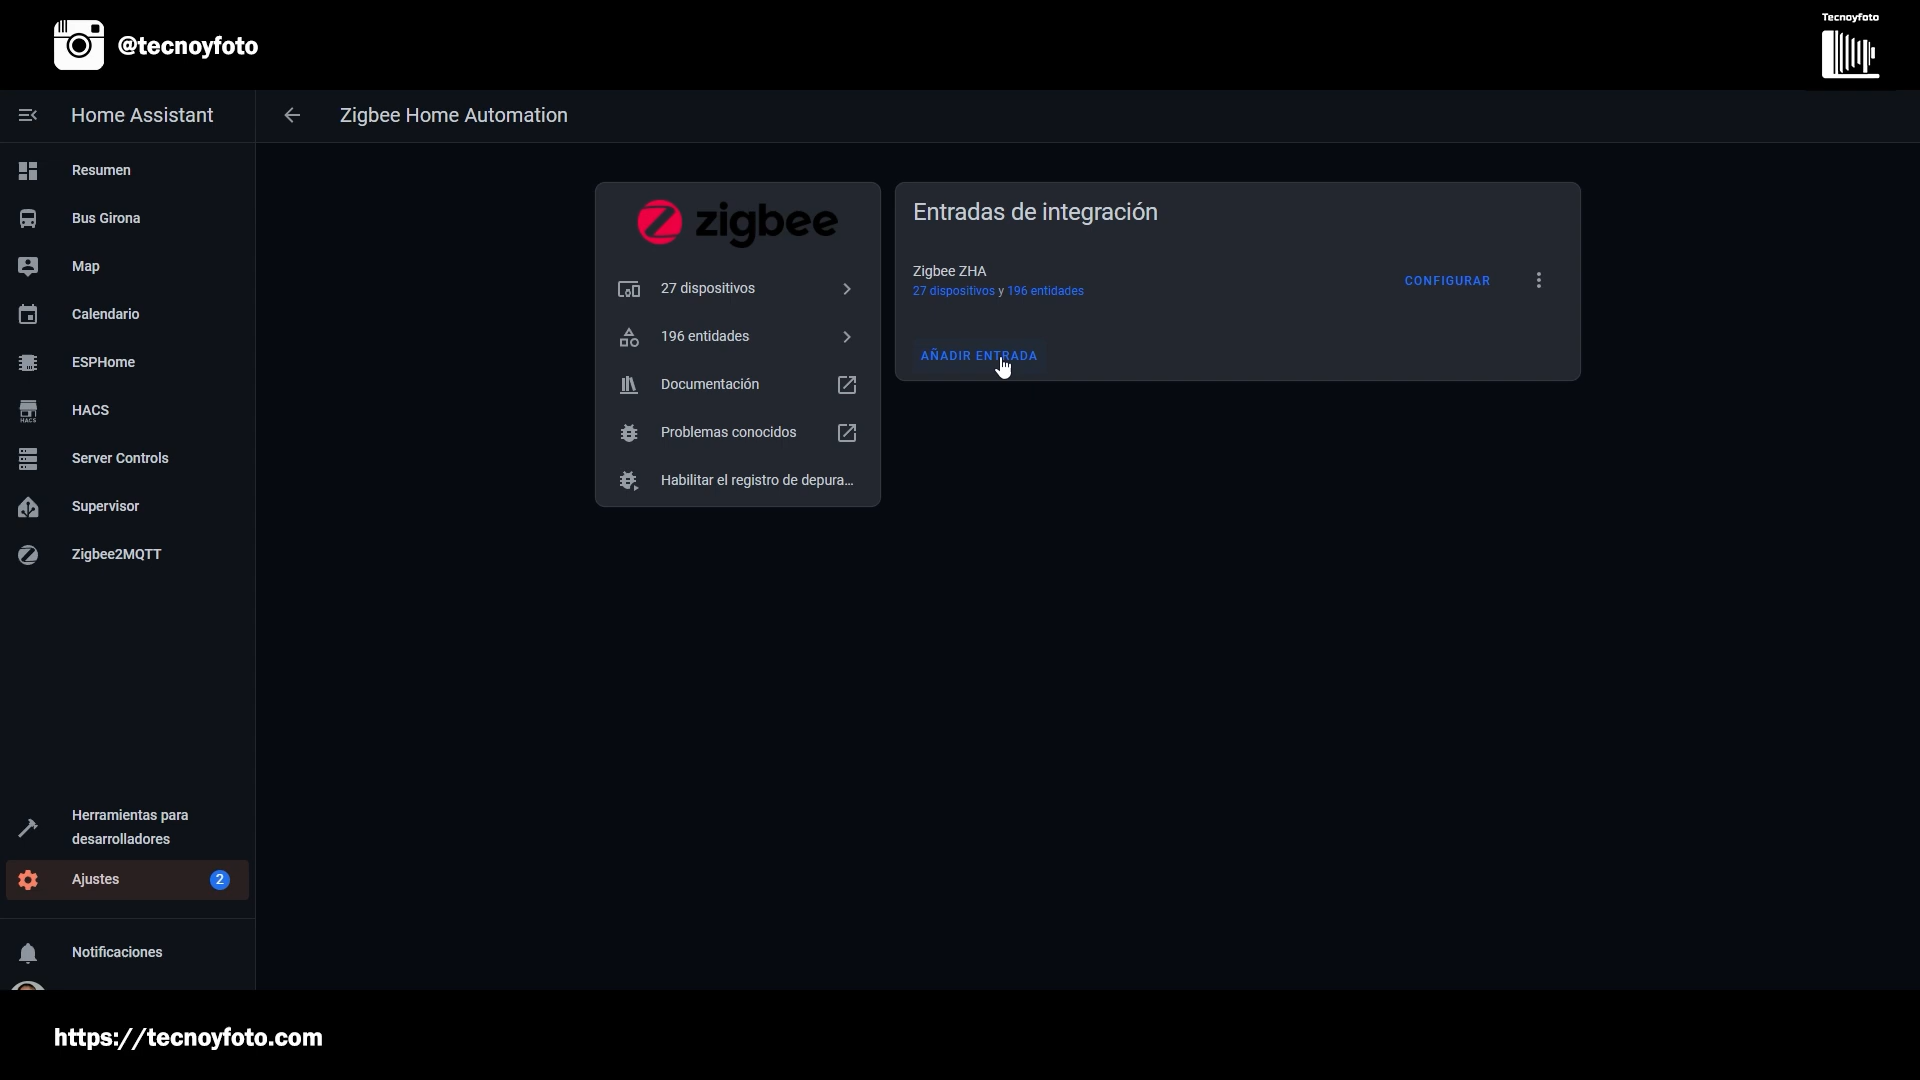 @tecnoyfoto
Tecnoyfoto
Home Assistant
Zigbee Home Automation
Resumen
Bus Girona
Map
Calendario
ESPHome
HACS
HACS
Server Controls
Supervisor
Zigbee2MQTT
Herramientas para
desarrolladores
Ajustes
2
Notificaciones
zigbee
27 dispositivos
196 entidades
Documentación
Problemas conocidos
Habilitar el registro de depura...
Entradas de integración
Zigbee ZHA
27 dispositivos y 196 entidades
CONFIGURAR
AÑADIR ENTRADA
https://tecnoyfoto.com